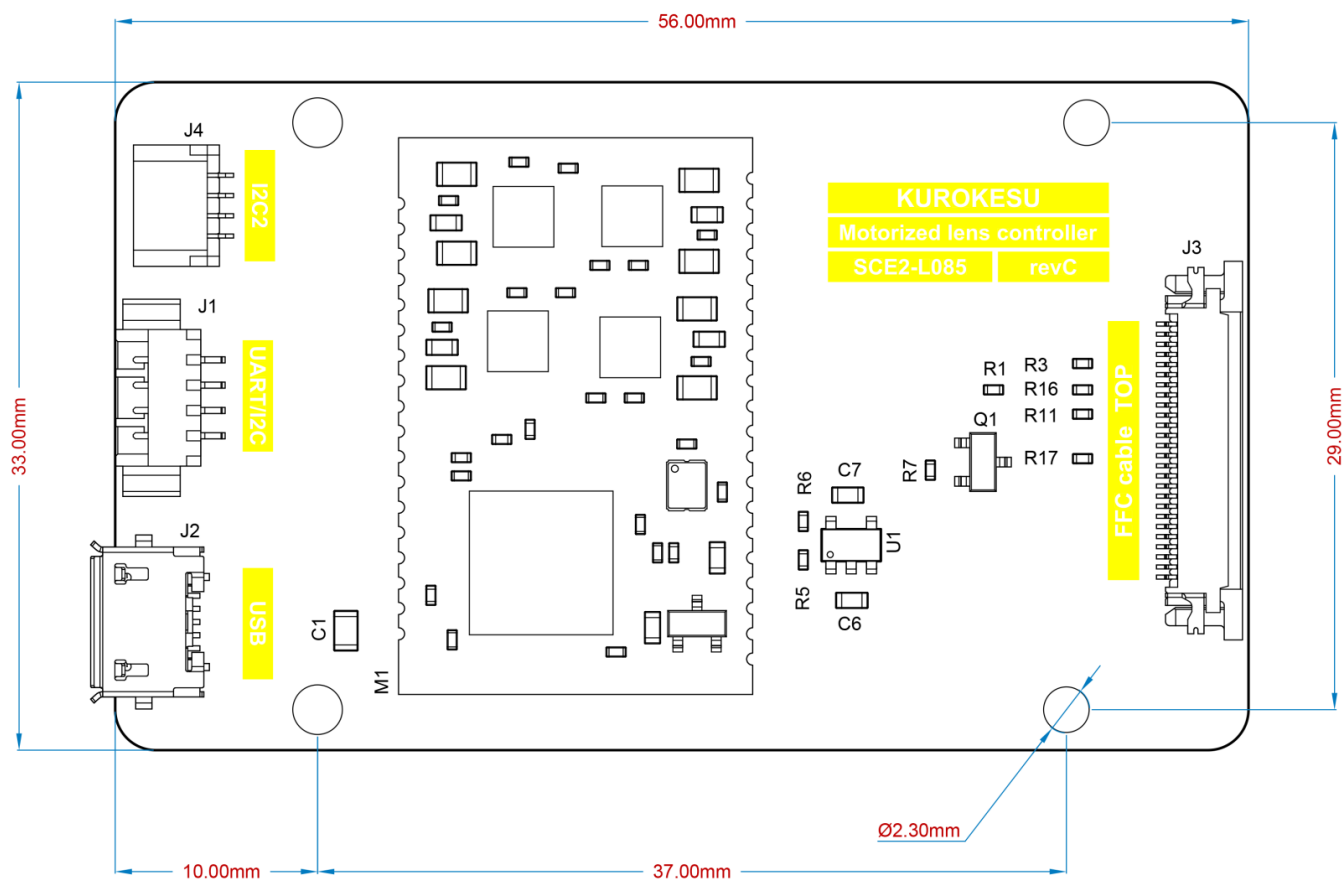 56.00mm
J4
I2C2
KUROKESU
Motorized lens controller
SCE2-L085 revC
J3
J1
UART/I2C
33.00mm
29.00mm
FFC cable TOP
R1
R3
R16
R11
Q1
R17
R7
C7
R6
U1
R5
C6
J2
USB
C1
M1
Ø2.30mm
10.00mm
37.00mm